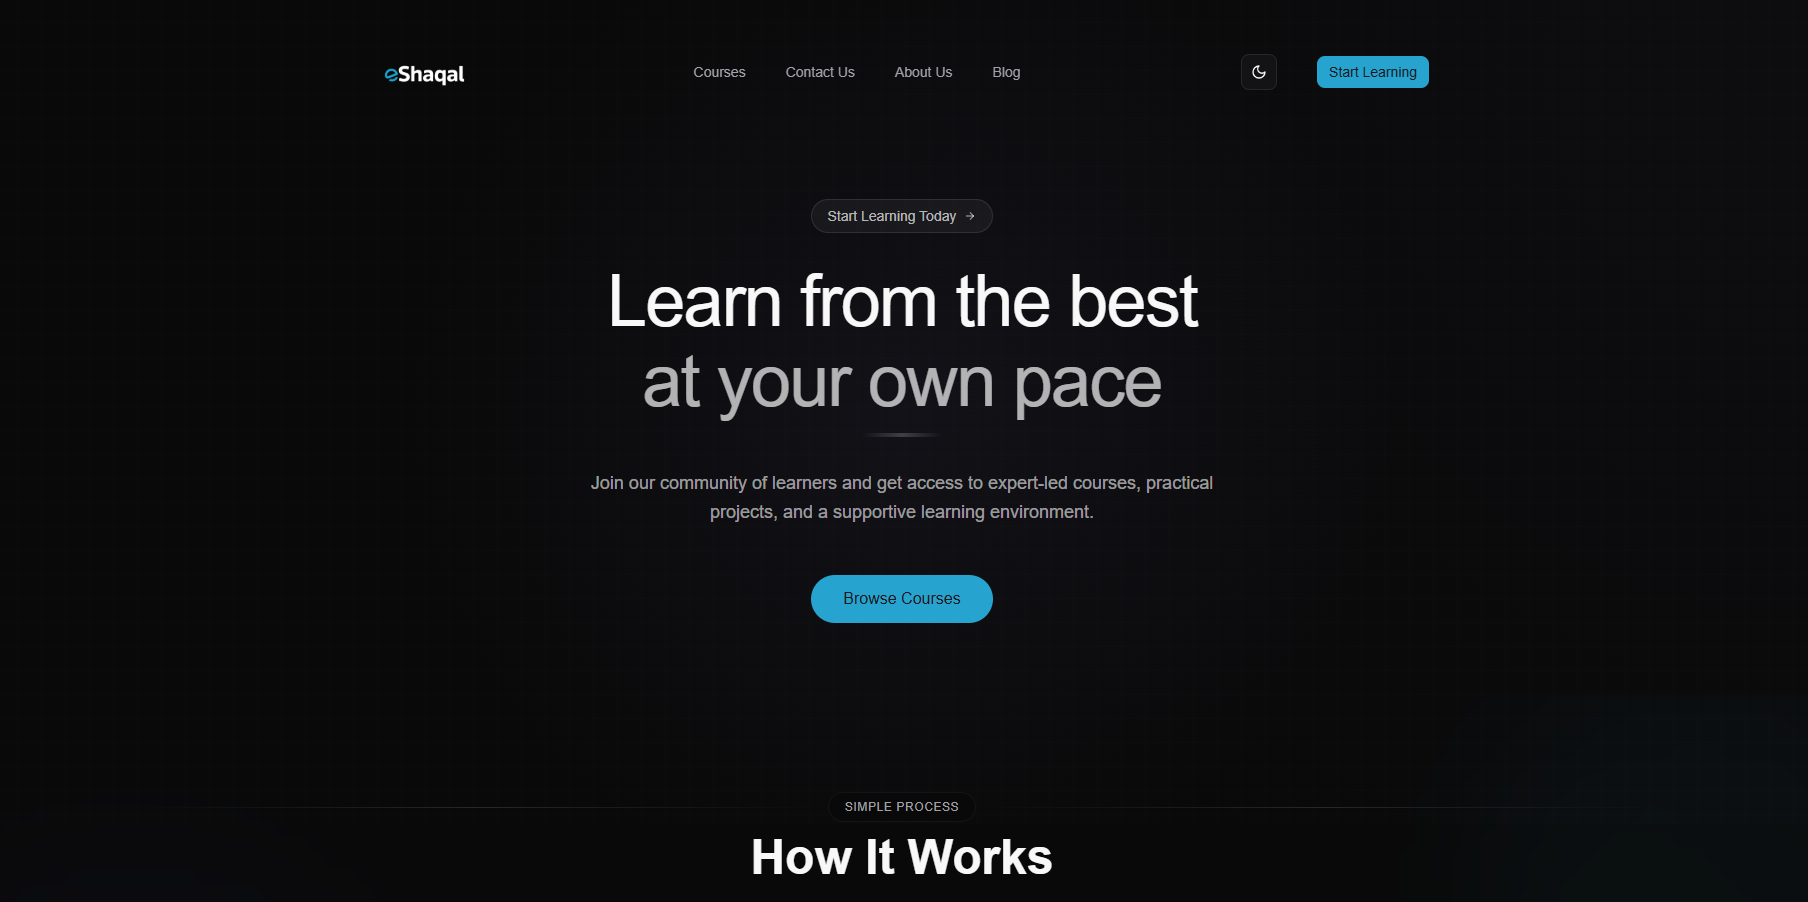 eShaqal
Courses
Contact Us
About Us
Blog
Start Learning
Start Learning Today
Learn from the best
at your own pace
Join our community of learners and get access to expert-led courses, practical
projects, and a supportive learning environment.
Browse Courses
SIMPLE PROCESS
How It Works